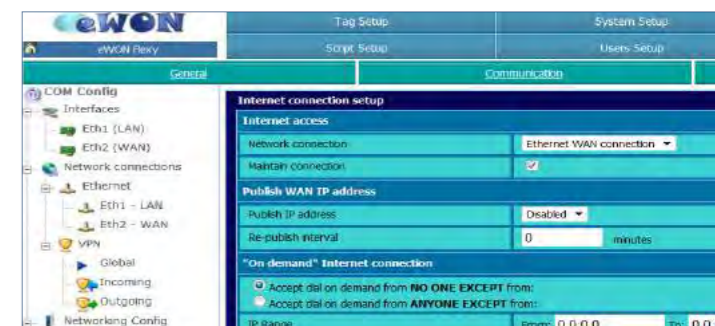 eWON
Tag Setup
System Setup
eWON Flexy
Script Setup
Users Setup
General
Communication
COM Config
Interfaces
Eth1 (LAN)
Eth2 (WAN)
Network connections
Ethernet
Eth1 - LAN
Eth2 - WAN
VPN
Global
Incoming
Outgoing
Networking Config
Internet connection setup
Internet access
Network connection
Ethernet WAN connection
Maintain connection
Publish WAN IP address
Publish IP address
Disabled
Re-publish interval
0 minutes
"On demand" Internet connection
Accept dial on demand from NO ONE EXCEPT from:
Accept dial on demand from ANYONE EXCEPT from:
IP Range
From: 0.0.0.0
To: 0.0